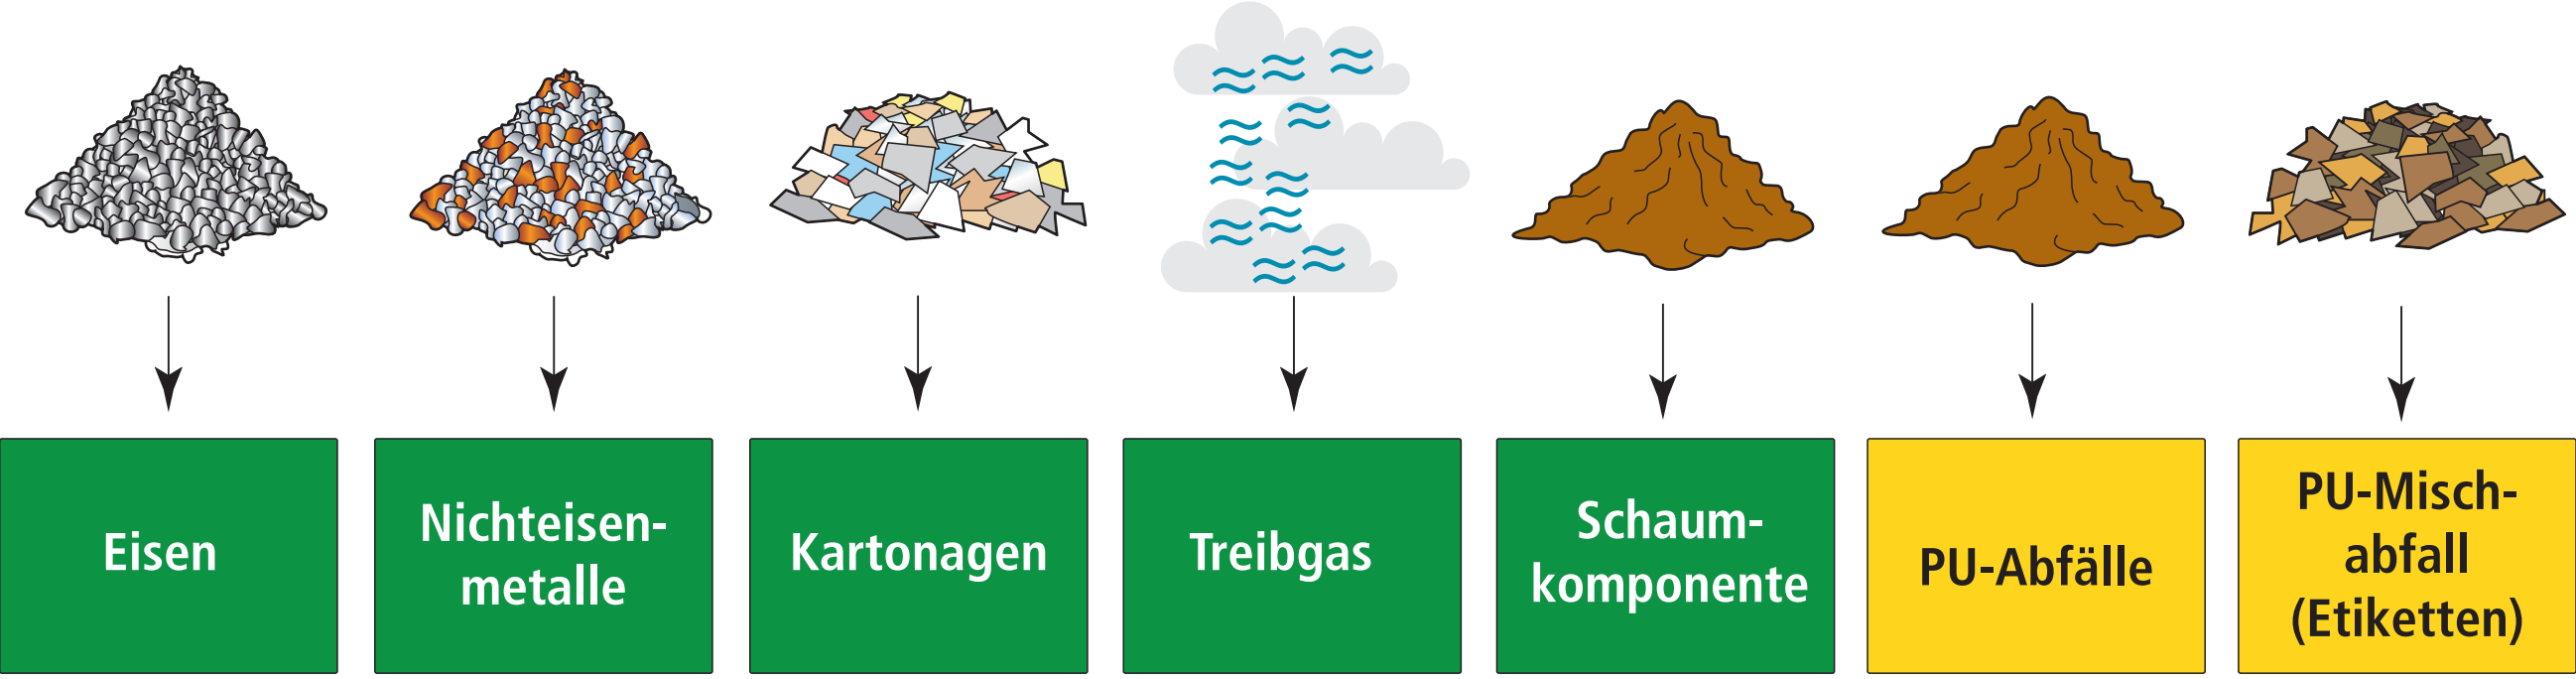 Eisen
Nichteisen-
metalle
Kartonagen
Treibgas
Schaum-
komponente
PU-Abfälle
PU-Misch-
abfall
(Etiketten)